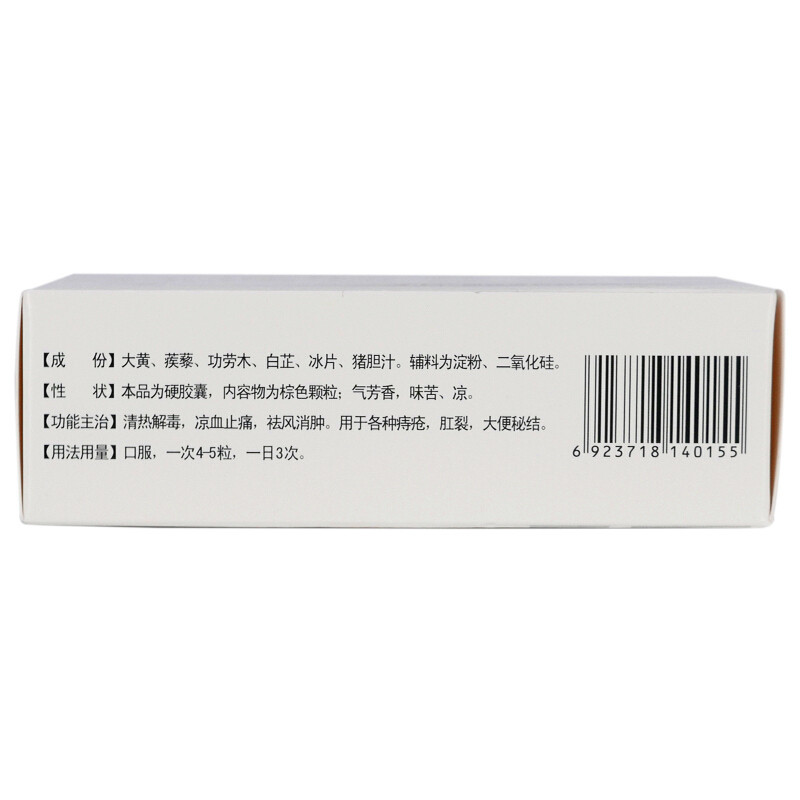 【成　份】大黄、蒺藜、功劳木、白芷、冰片、猪胆汁。辅料为淀粉、二氧化硅。
【性　状】本品为硬胶囊，内容物为棕色颗粒；气芳香，味苦、凉。
【功能主治】清热解毒，凉血止痛，祛风消肿。用于各种痔疮，肛裂，大便秘结。
【用法用量】口服，一次4-5粒，一日3次。
6 923718 140155